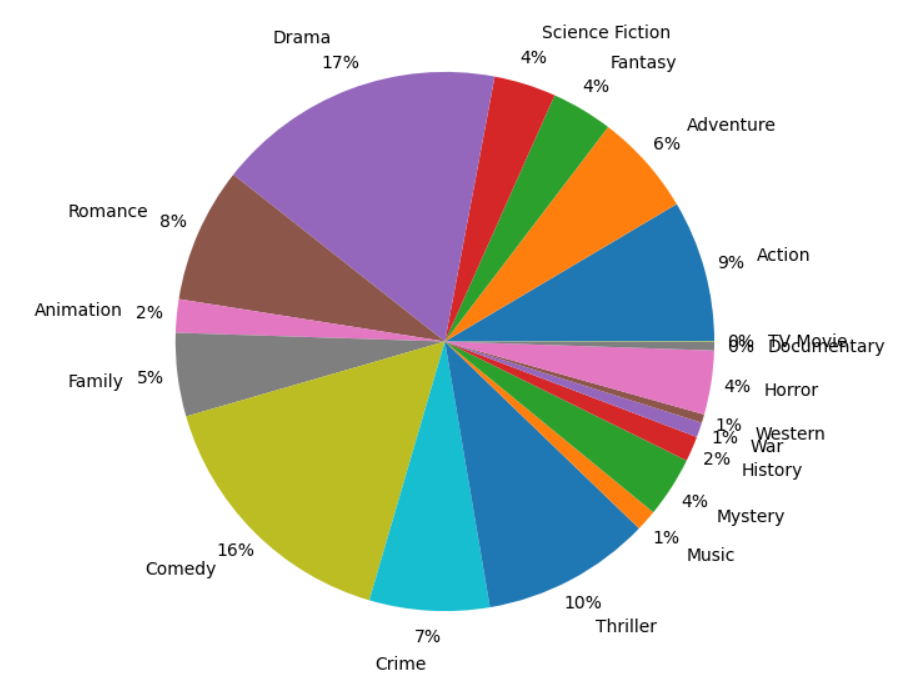 Science Fiction
Drama
17%
4%
Fantasy
4%
Adventure
6%
Romance
8%
9%
Action
Animation
2%
0%
TV Movie
0%
Documentary
Family
5%
4%
Horror
1%
Western
1%
War
2%
History
4%
Mystery
1%
Music
16%
Comedy
10%
Thriller
7%
Crime